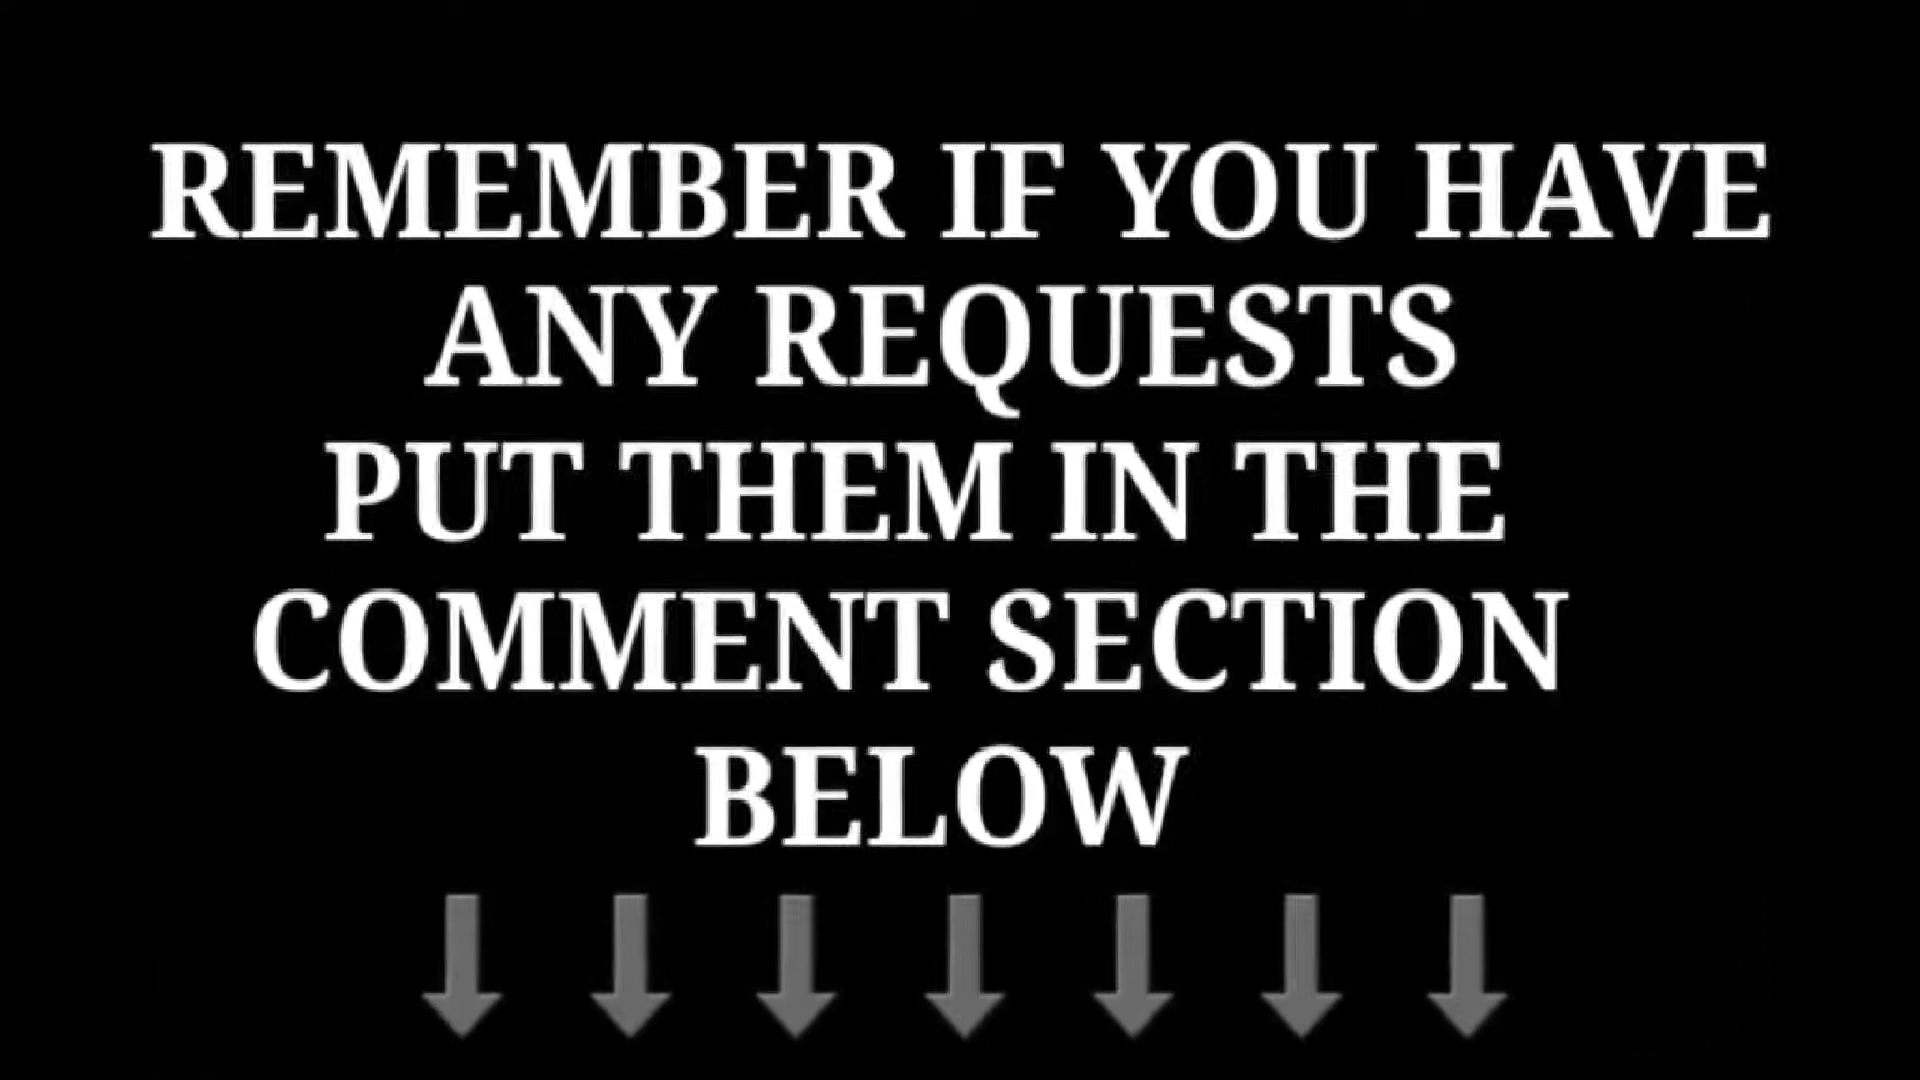 REMEMBER IF YOU HAVE
ANY REQUESTS
PUT THEM IN THE
COMMENT SECTION
BELOW